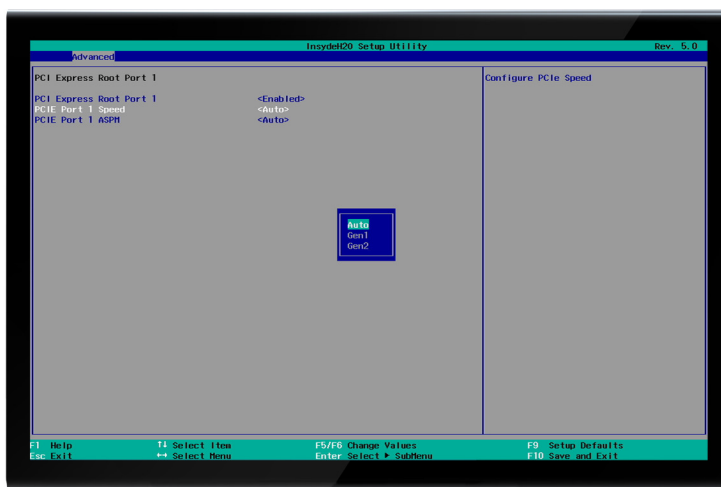 InsydeH20 Setup Utility Rev. 5.0
Advanced
PCI Express Root Port 1 Configure PCIe Speed
PCI Express Root Port 1 <Enabled>
PCIE Port 1 Speed <Auto>
PCIE Port 1 ASPM <Auto>
Auto
Gen1
Gen2
F1 Help ↑↓ Select Item F5/F6 Change Values F9 Setup Defaults
Esc Exit ↔ Select Menu Enter Select ▶ SubMenu F10 Save and Exit